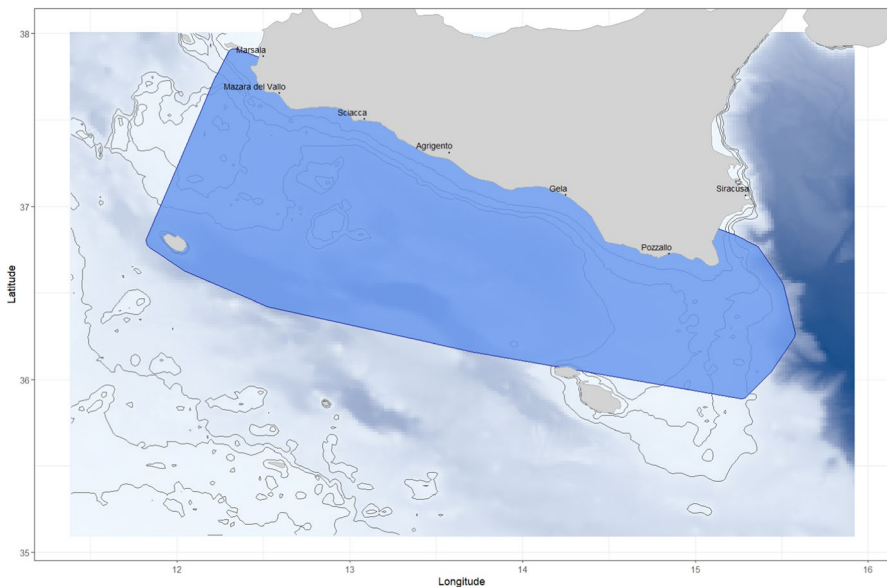 38
Marsala
Mazara del Vallo
Sciacca
Agrigento
37
Gela
Siracusa
Pozzallo
Latitude
36
35
12
13
14
15
16
Longitude